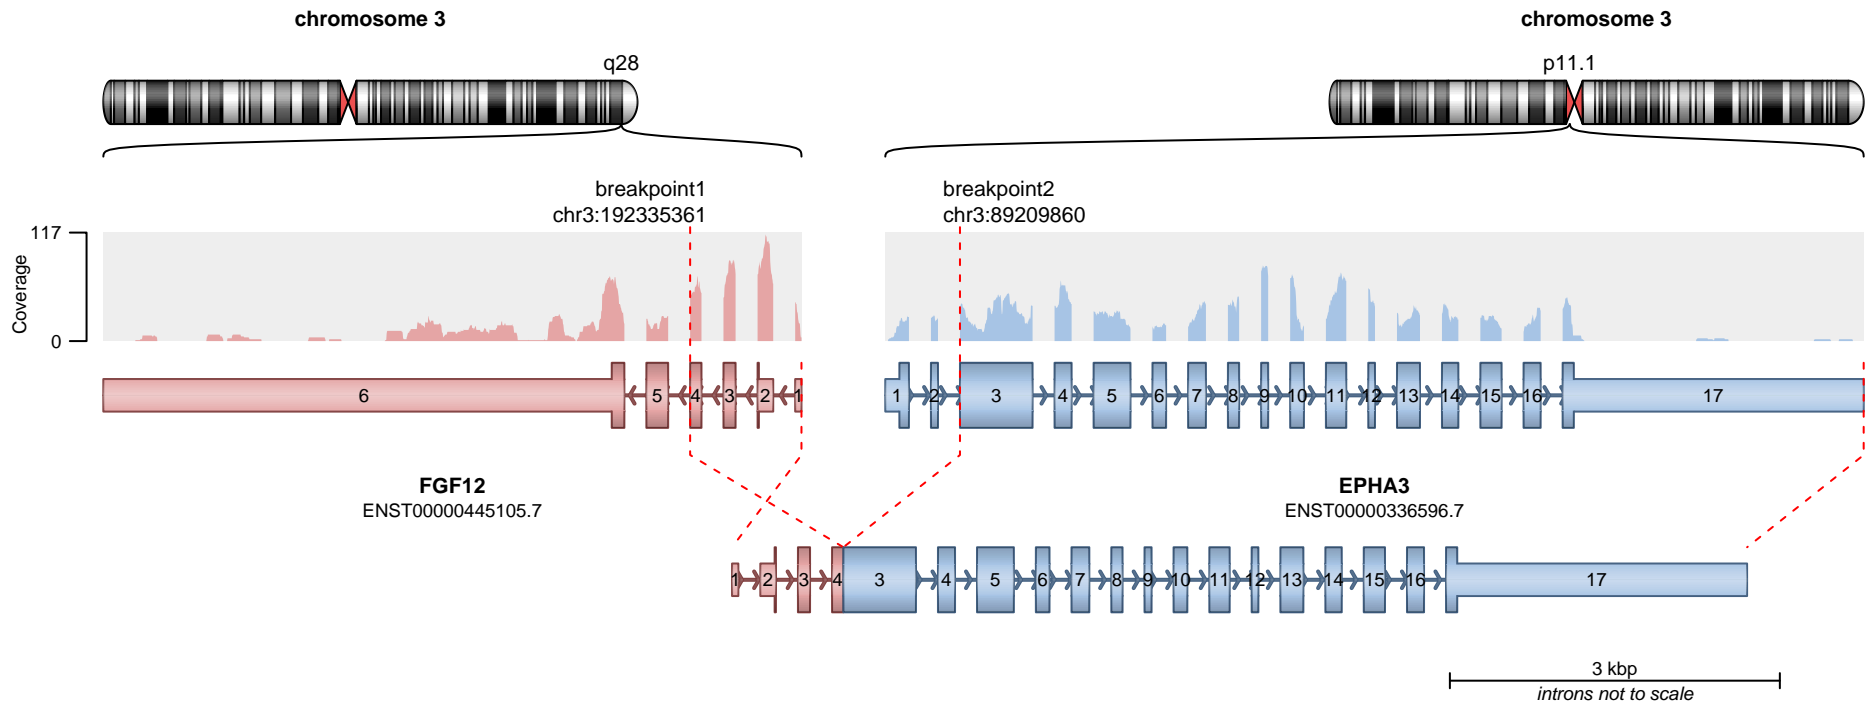 chromosome 3
chromosome 3
q28
p11.1
breakpoint1
chr3:192335361
breakpoint2
chr3:89209860
117
0
Coverage
6 5 4 3 2 1
1 2 3 4 5 6 7 8 9 10 11 12 13 14 15 16 17
FGF12
ENST00000445105.7
EPHA3
ENST00000336596.7
1 2 3 4 3 4 5 6 7 8 9 10 11 12 13 14 15 16 17
3 kbp
introns not to scale